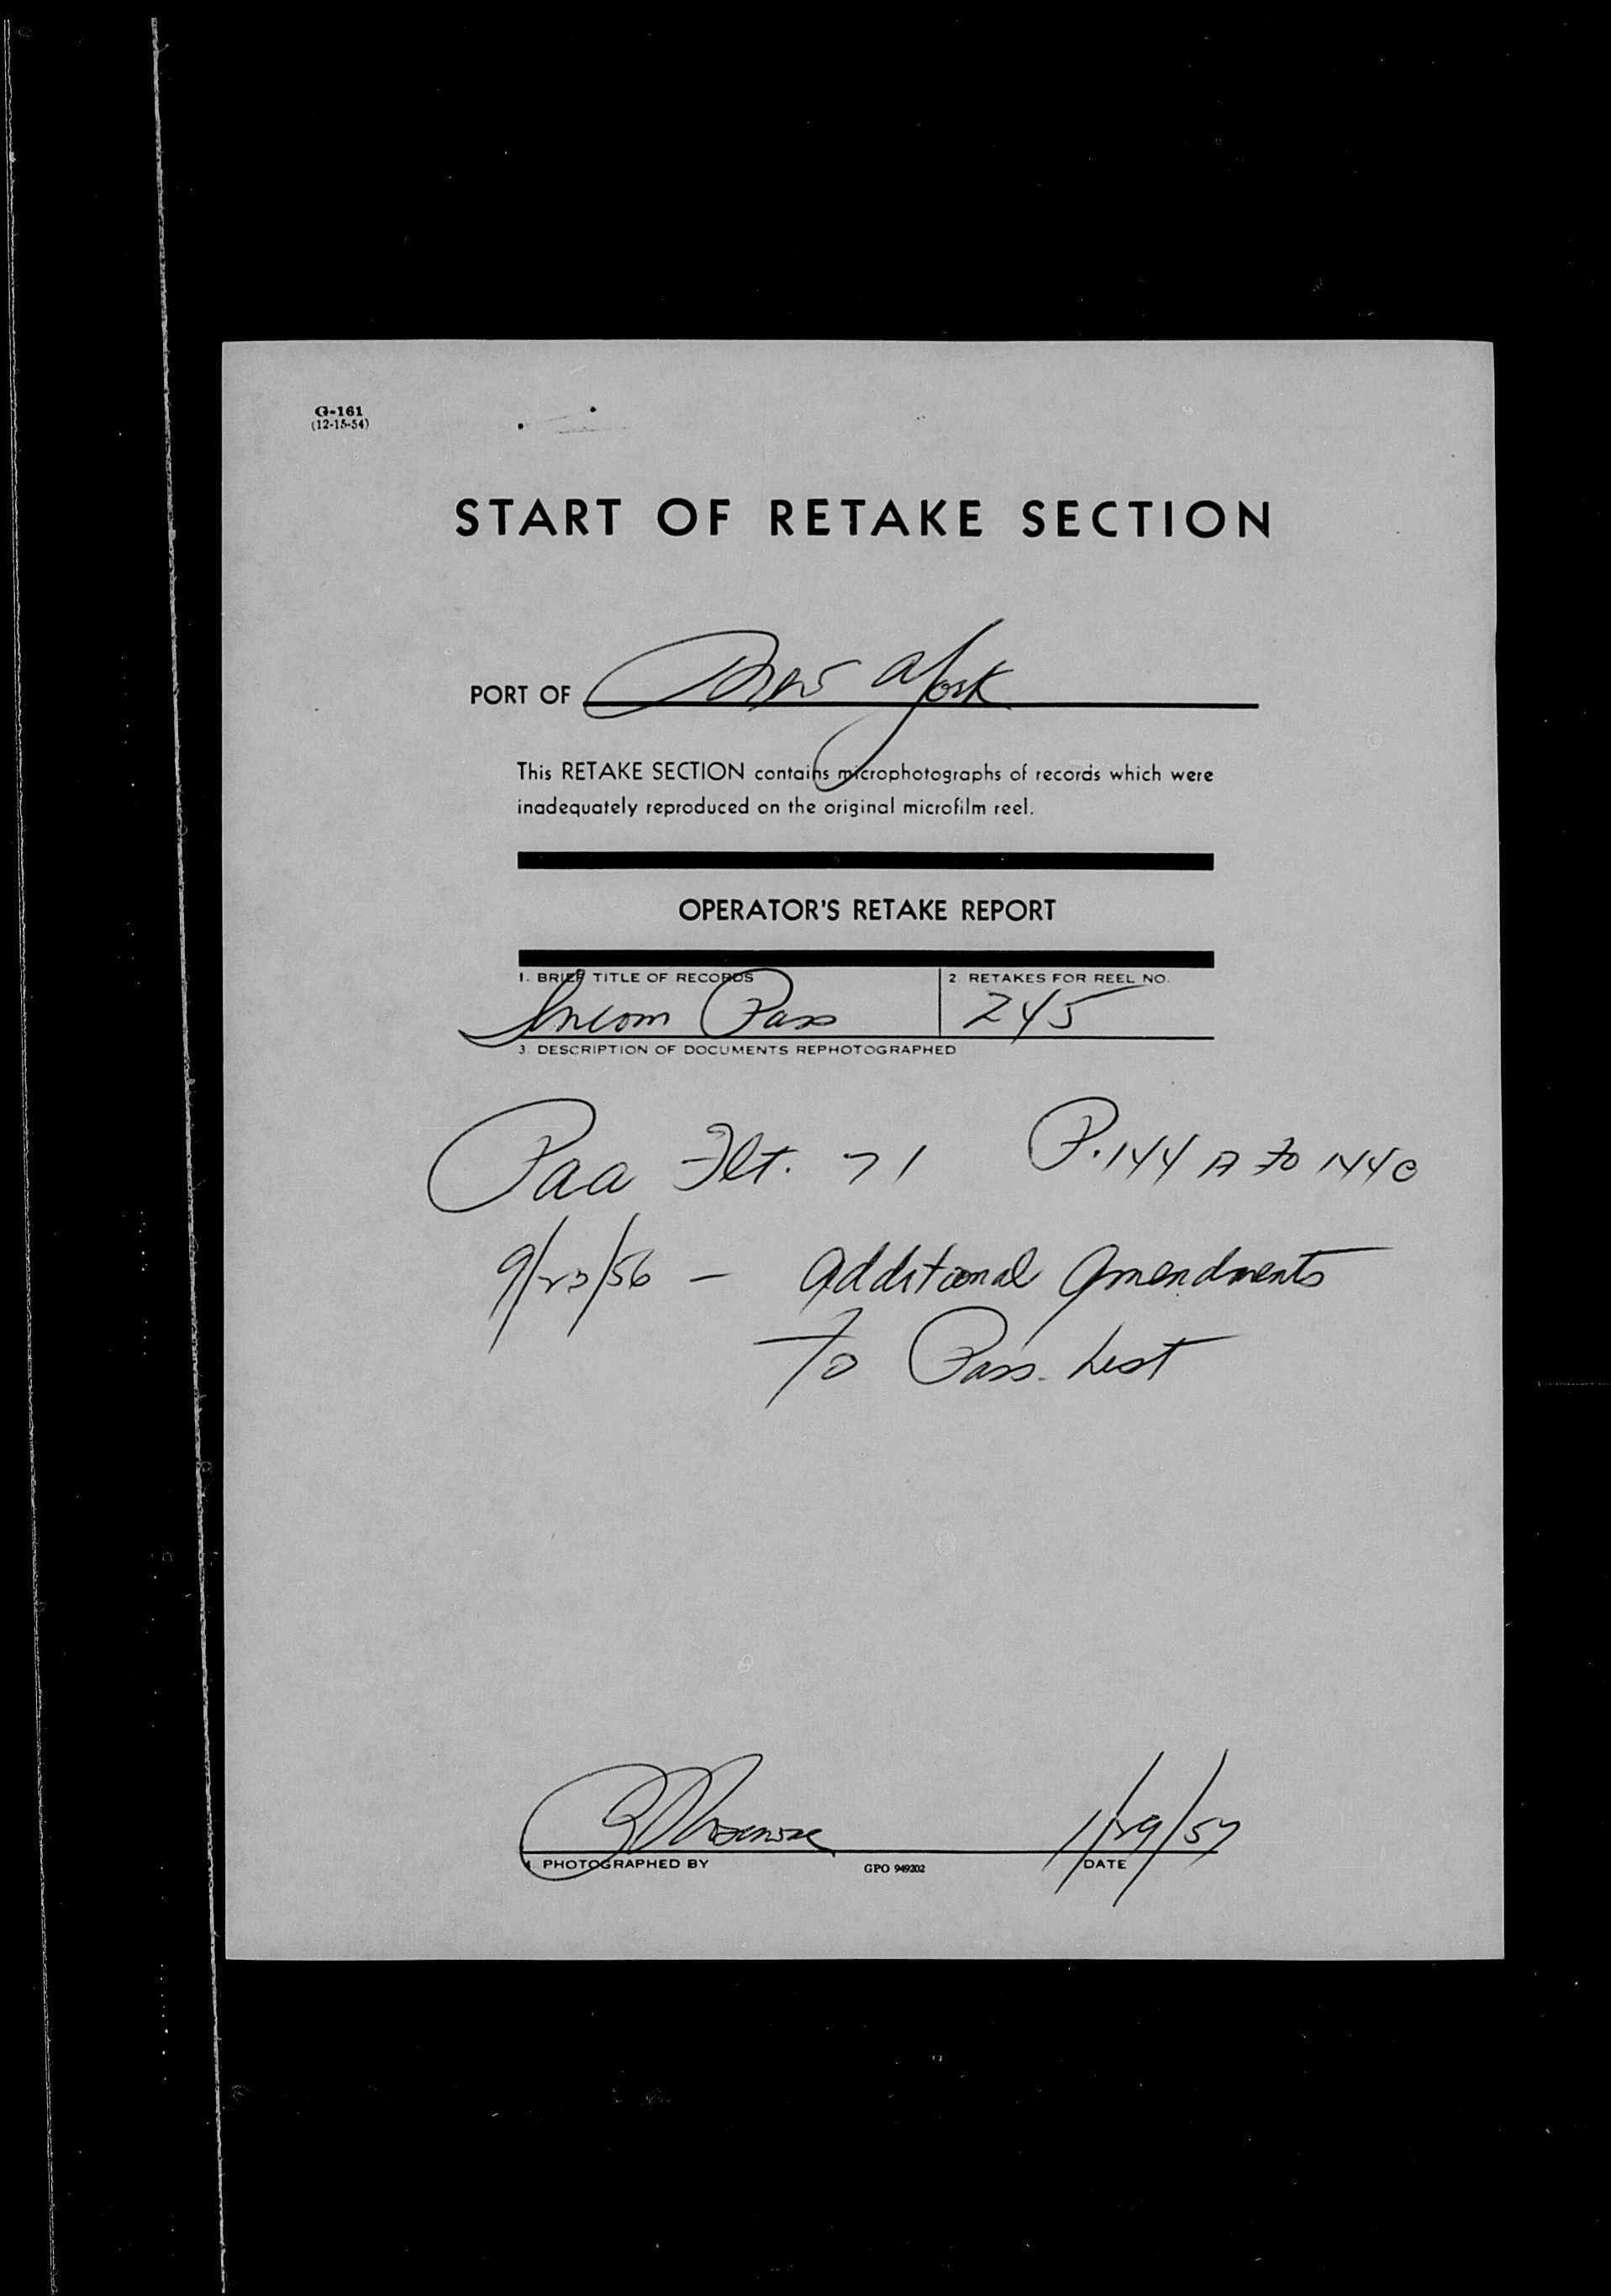 G-161
(12-15-54)
START OF RETAKE SECTION
PORT OF New York
This RETAKE SECTION contains microphotographs of records which were
inadequately reproduced on the original microfilm reel.
OPERATOR'S RETAKE REPORT
1. BRIEF TITLE OF RECORDS 2. RETAKES FOR REEL NO.
Incom Pass 245
3. DESCRIPTION OF DOCUMENTS REPHOTOGRAPHED
Paa Flt. 71 P. 144 A to 144
9/23/56 - Additional Amendments
To Pass. List
1/29/57
4. PHOTOGRAPHED BY GPO 949202 DATE